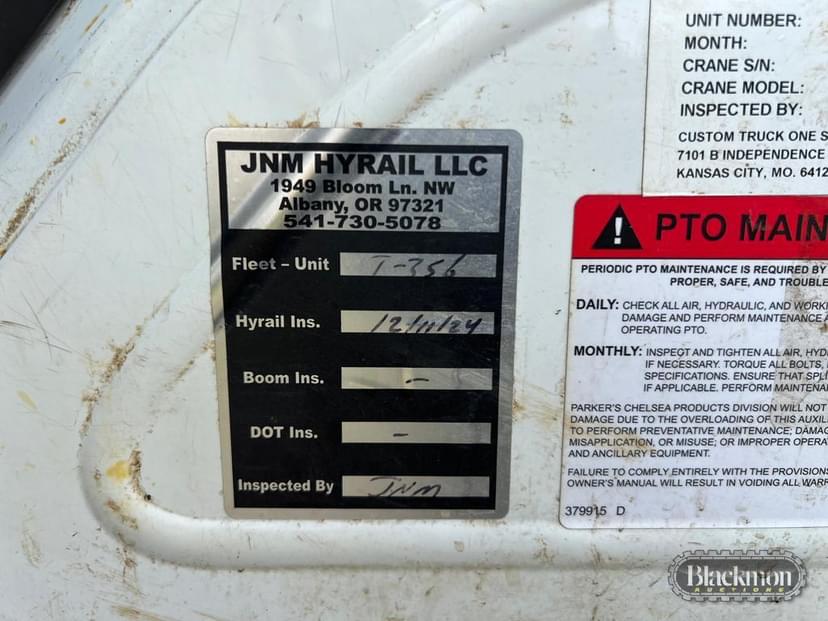 JNM HYRAIL LLC
1949 Bloom Ln. NW
Albany, OR 97321
541-730-5078
Fleet – Unit T-356
Hyrail Ins. 12/11/24
Boom Ins. -
DOT Ins. -
Inspected By JNM
UNIT NUMBER:
MONTH:
CRANE S/N:
CRANE MODEL:
INSPECTED BY:
CUSTOM TRUCK ONE S
7101 B INDEPENDENCE
KANSAS CITY, MO. 6412
PTO MAIN
PERIODIC PTO MAINTENANCE IS REQUIRED BY
PROPER, SAFE, AND TROUBLE
DAILY: CHECK ALL AIR, HYDRAULIC, AND WORKI
DAMAGE AND PERFORM MAINTENANCE A
OPERATING PTO.
MONTHLY: INSPECT AND TIGHTEN ALL AIR, HYD
IF NECESSARY. TORQUE ALL BOLTS,
SPECIFICATIONS. ENSURE THAT SPLI
IF APPLICABLE. PERFORM MAINTENA
PARKER'S CHELSEA PRODUCTS DIVISION WILL NOT
DAMAGE DUE TO THE OVERLOADING OF THIS AUXIL
TO PERFORM PREVENTATIVE MAINTENANCE, DAMAG
MISAPPLICATION, OR MISUSE; OR IMPROPER OPERAT
AND ANCILLARY EQUIPMENT.
FAILURE TO COMPLY ENTIRELY WITH THE PROVISIONS
OWNER'S MANUAL WILL RESULT IN VOIDING ALL WARR
379915 D
Blackmon
AUCTIONS